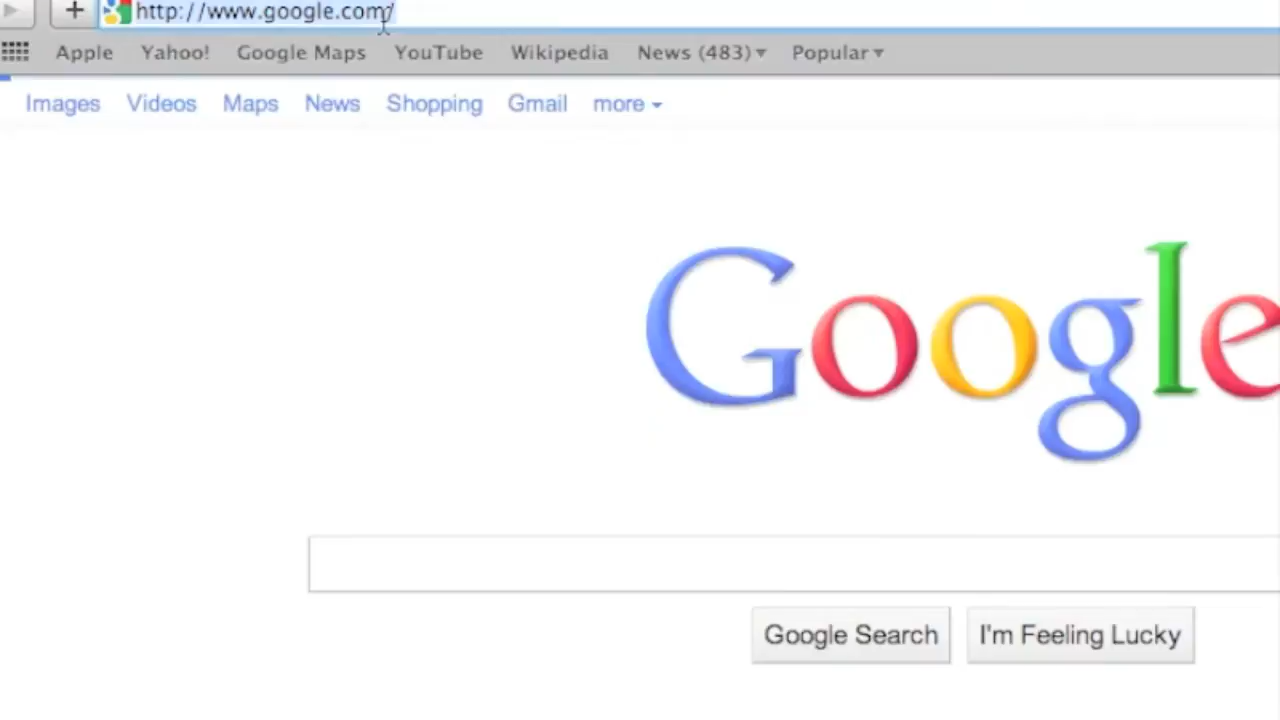 http://www.google.com/
Apple Yahoo! Google Maps YouTube Wikipedia News (483) Popular
Images Videos Maps News Shopping Gmail more
Google
Google Search I'm Feeling Lucky